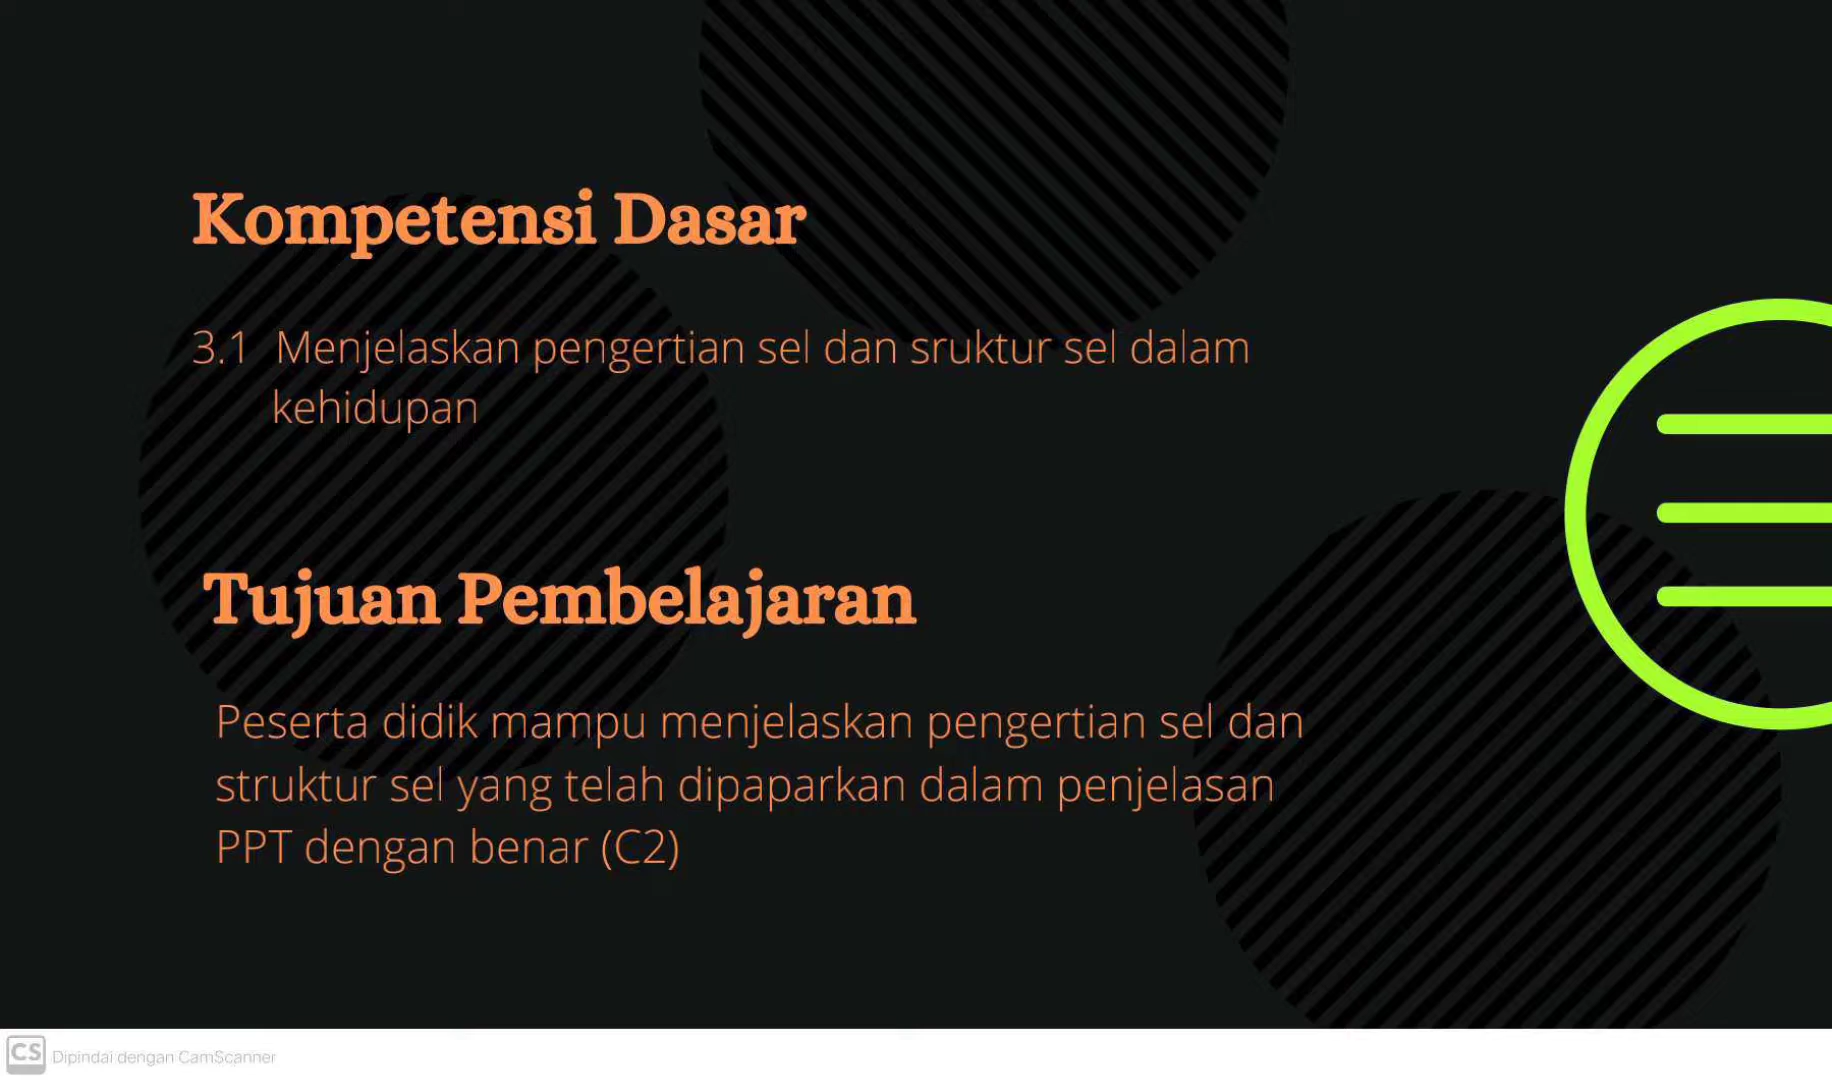 Kompetensi Dasar
3.1 Menjelaskan pengertian sel dan sruktur sel dalam
kehidupan
Tujuan Pembelajaran
Peserta didik mampu menjelaskan pengertian sel dan
struktur sel yang telah dipaparkan dalam penjelasan
PPT dengan benar (C2)
CS Dipindai dengan CamScanner